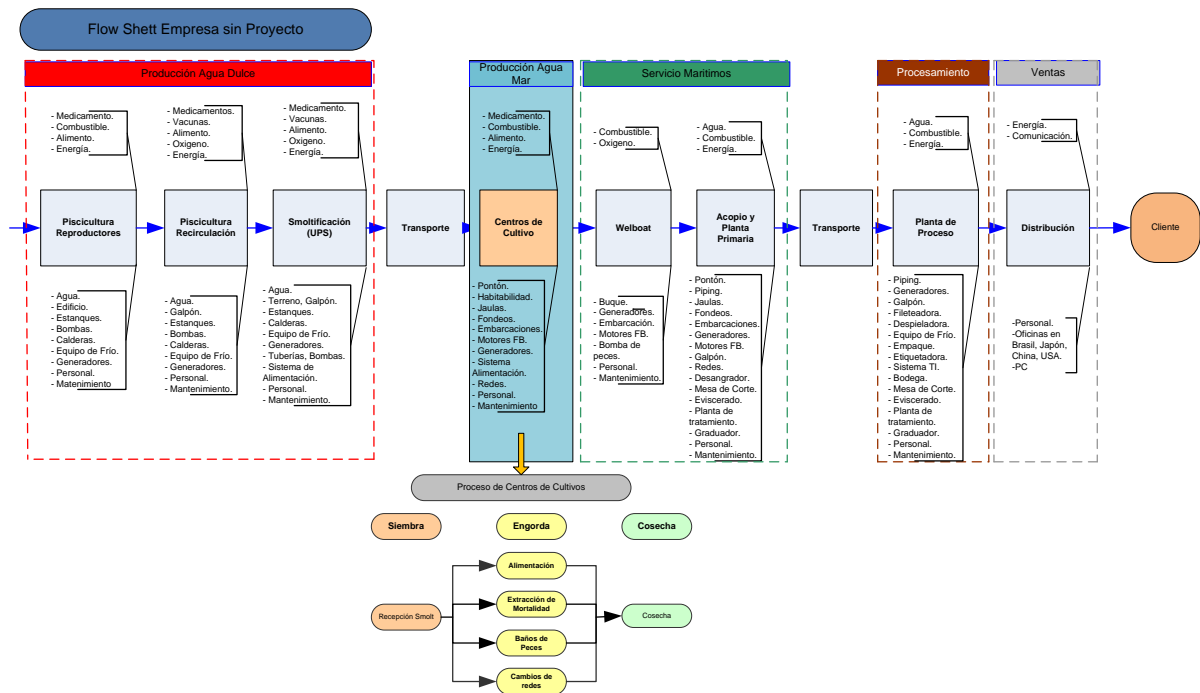 Flow Shett Empresa sin Proyecto
Producción Agua Dulce
Producción Agua
Mar
Servicio Maritimos
Procesamiento
Ventas
- Medicamento.
- Combustible.
- Alimento.
- Energía.
- Medicamentos.
- Vacunas.
- Alimento.
- Oxigeno.
- Energía.
- Medicamento.
- Vacunas.
- Alimento.
- Oxigeno.
- Energía.
- Medicamento.
- Combustible.
- Alimento.
- Energía.
- Combustible.
- Oxigeno.
- Agua.
- Combustible.
- Energía.
- Agua.
- Combustible.
- Energía.
- Energía.
- Comunicación.
Piscicultura
Reproductores
Piscicultura
Recirculación
Smoltificación
(UPS)
Transporte
Centros de
Cultivo
Welboat
Acopio y
Planta
Primaria
Transporte
Planta de
Proceso
Distribución
Cliente
- Agua.
- Edificio.
- Estanques.
- Bombas.
- Calderas.
- Equipo de Frío.
- Generadores.
- Personal.
- Matenimiento
- Agua.
- Galpón.
- Estanques.
- Bombas.
- Calderas.
- Equipo de Frío.
- Generadores.
- Personal.
- Mantenimiento.
- Agua.
- Terreno, Galpón.
- Estanques.
- Calderas.
- Equipo de Frío.
- Generadores.
- Tuberías, Bombas.
- Sistema de
Alimentación.
- Personal.
- Mantenimiento.
- Pontón.
- Habitabilidad.
- Jaulas.
- Fondeos.
- Embarcaciones.
- Motores FB.
- Generadores.
- Sistema
Alimentación.
- Redes.
- Personal.
- Mantenimiento
- Buque.
- Generadores.
- Embarcación.
- Motores FB.
- Bomba de
peces.
- Personal.
- Mantenimiento.
- Pontón.
- Piping.
- Jaulas.
- Fondeos.
- Embarcaciones.
- Generadores.
- Motores FB.
- Galpón.
- Redes.
- Desangrador.
- Mesa de Corte.
- Eviscerado.
- Planta de
tratamiento.
- Graduador.
- Personal.
- Mantenimiento.
- Piping.
- Generadores.
- Galpón.
- Fileteadora.
- Despieladora.
- Equipo de Frío.
- Empaque.
- Etiquetadora.
- Sistema TI.
- Bodega.
- Mesa de Corte.
- Eviscerado.
- Planta de
tratamiento.
- Graduador.
- Personal.
- Mantenimiento.
-Personal.
-Oficinas en
Brasil, Japón,
China, USA.
-PC
Proceso de Centros de Cultivos
Siembra
Engorda
Cosecha
Recepción Smolt
Alimentación
Extracción de
Mortalidad
Baños de
Peces
Cambios de
redes
Cosecha